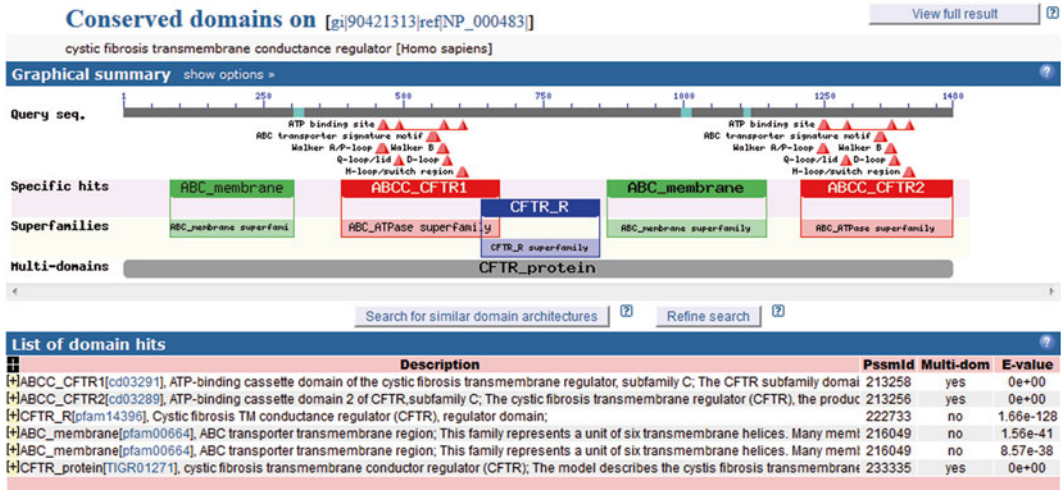 Conserved domains on [gi|90421313|ref|NP_000483|]
View full result ?
cystic fibrosis transmembrane conductance regulator [Homo sapiens]
Graphical summary show options » ?
1 250 500 750 1000 1250 1480
Query seq.
ATP binding site ATP binding site
ABC transporter signature motif ABC transporter signature motif
Walker A/P-loop Walker B Walker A/P-loop Walker B
Q-loop/lid D-loop Q-loop/lid D-loop
H-loop/switch region H-loop/switch region
Specific hits ABC_membrane ABCC_CFTR1 ABC_membrane ABCC_CFTR2
CFTR_R
Superfamilies ABC_membrane superfami ABC_ATPase superfamily ABC_membrane superfamily ABC_ATPase superfamily
CFTR_R superfamily
Multi-domains CFTR_protein
Search for similar domain architectures ? Refine search ?
List of domain hits ?
+ Description PssmId Multi-dom E-value
[+]ABCC_CFTR1[cd03291], ATP-binding cassette domain of the cystic fibrosis transmembrane regulator, subfamily C; The CFTR subfamily domai 213258 yes 0e+00
[+]ABCC_CFTR2[cd03289], ATP-binding cassette domain 2 of CFTR,subfamily C; The cystic fibrosis transmembrane regulator (CFTR), the produc 213256 yes 0e+00
[+]CFTR_R[pfam14396], Cystic fibrosis TM conductance regulator (CFTR), regulator domain; 222733 no 1.66e-128
[+]ABC_membrane[pfam00664], ABC transporter transmembrane region; This family represents a unit of six transmembrane helices. Many meml 216049 no 1.56e-41
[+]ABC_membrane[pfam00664], ABC transporter transmembrane region; This family represents a unit of six transmembrane helices. Many meml 216049 no 8.57e-38
[+]CFTR_protein[TIGR01271], cystic fibrosis transmembrane conductor regulator (CFTR); The model describes the cystis fibrosis transmembrane 233335 yes 0e+00